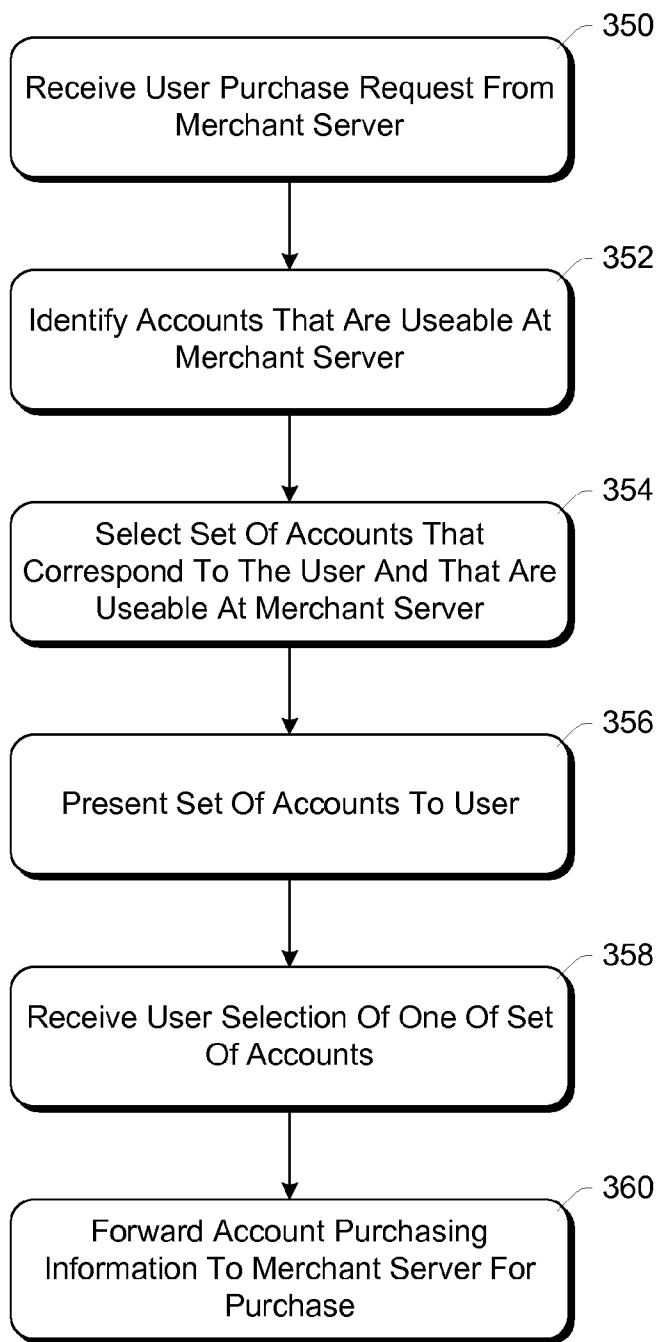 350
Receive User Purchase Request From
Merchant Server
352
Identify Accounts That Are Useable At
Merchant Server
354
Select Set Of Accounts That
Correspond To The User And That Are
Useable At Merchant Server
356
Present Set Of Accounts To User
358
Receive User Selection Of One Of Set
Of Accounts
360
Forward Account Purchasing
Information To Merchant Server For
Purchase